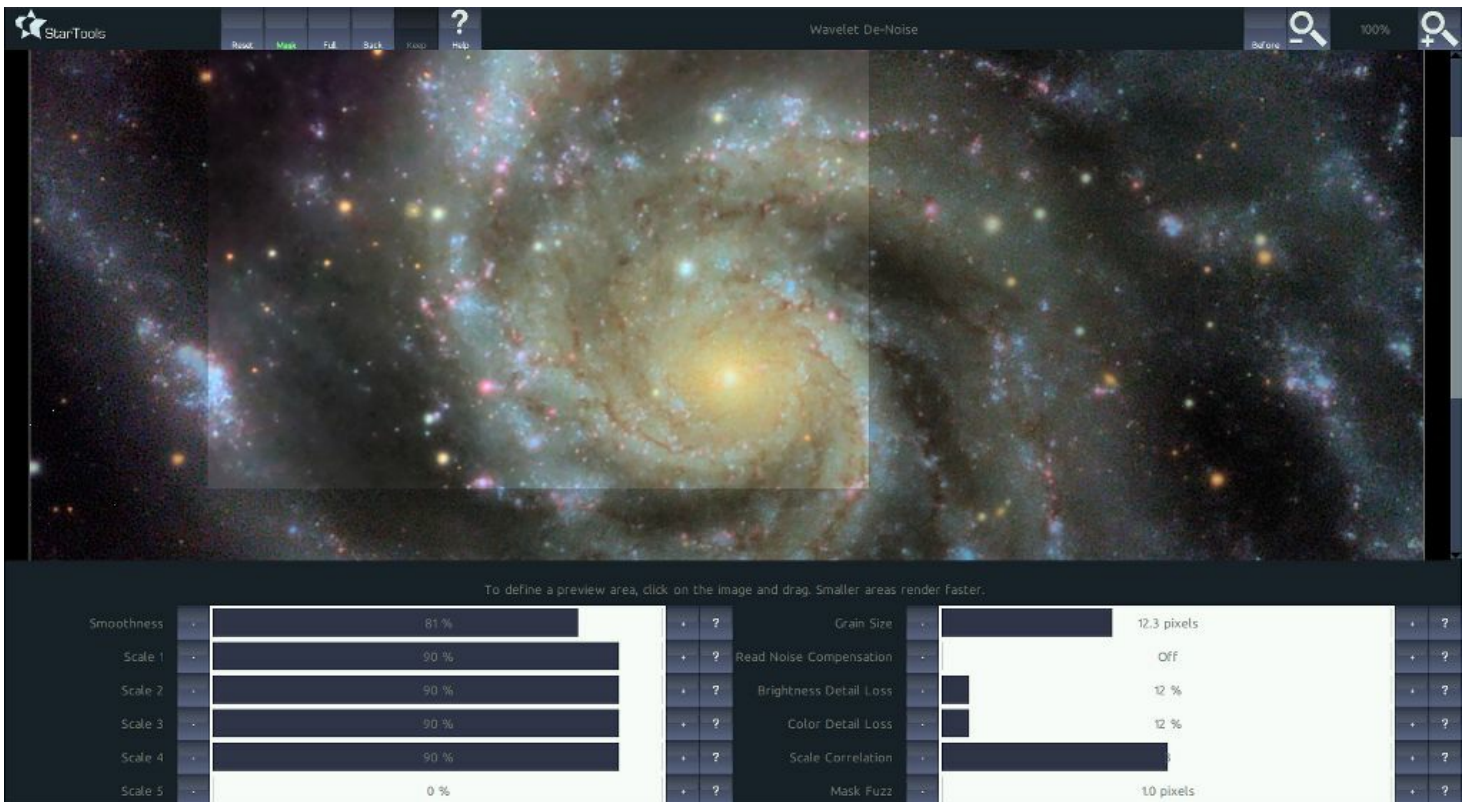 StarTools
Reset Mask Full Back Keep Help
Wavelet De-Noise
Before 100%
To define a preview area, click on the image and drag. Smaller areas render faster.
Smoothness - 81 % + ? Grain Size - 12.3 pixels + ?
Scale 1 - 90 % + ? Read Noise Compensation - Off + ?
Scale 2 - 90 % + ? Brightness Detail Loss - 12 % + ?
Scale 3 - 90 % + ? Color Detail Loss - 12 % + ?
Scale 4 - 90 % + ? Scale Correlation - + ?
Scale 5 - 0 % + ? Mask Fuzz - 1.0 pixels + ?